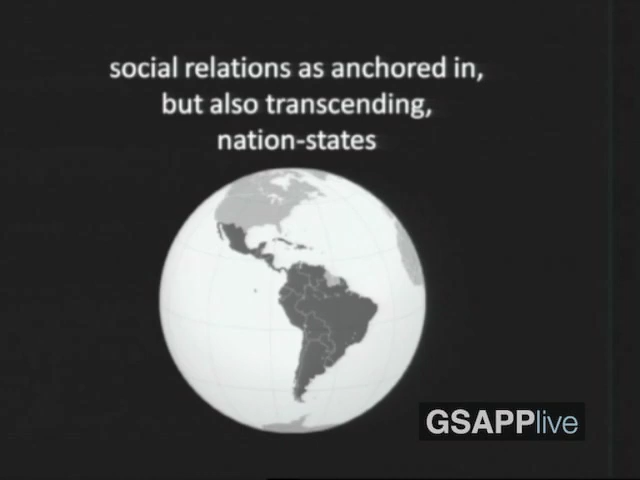 social relations as anchored in,
but also transcending,
nation-states
GSAPPlive